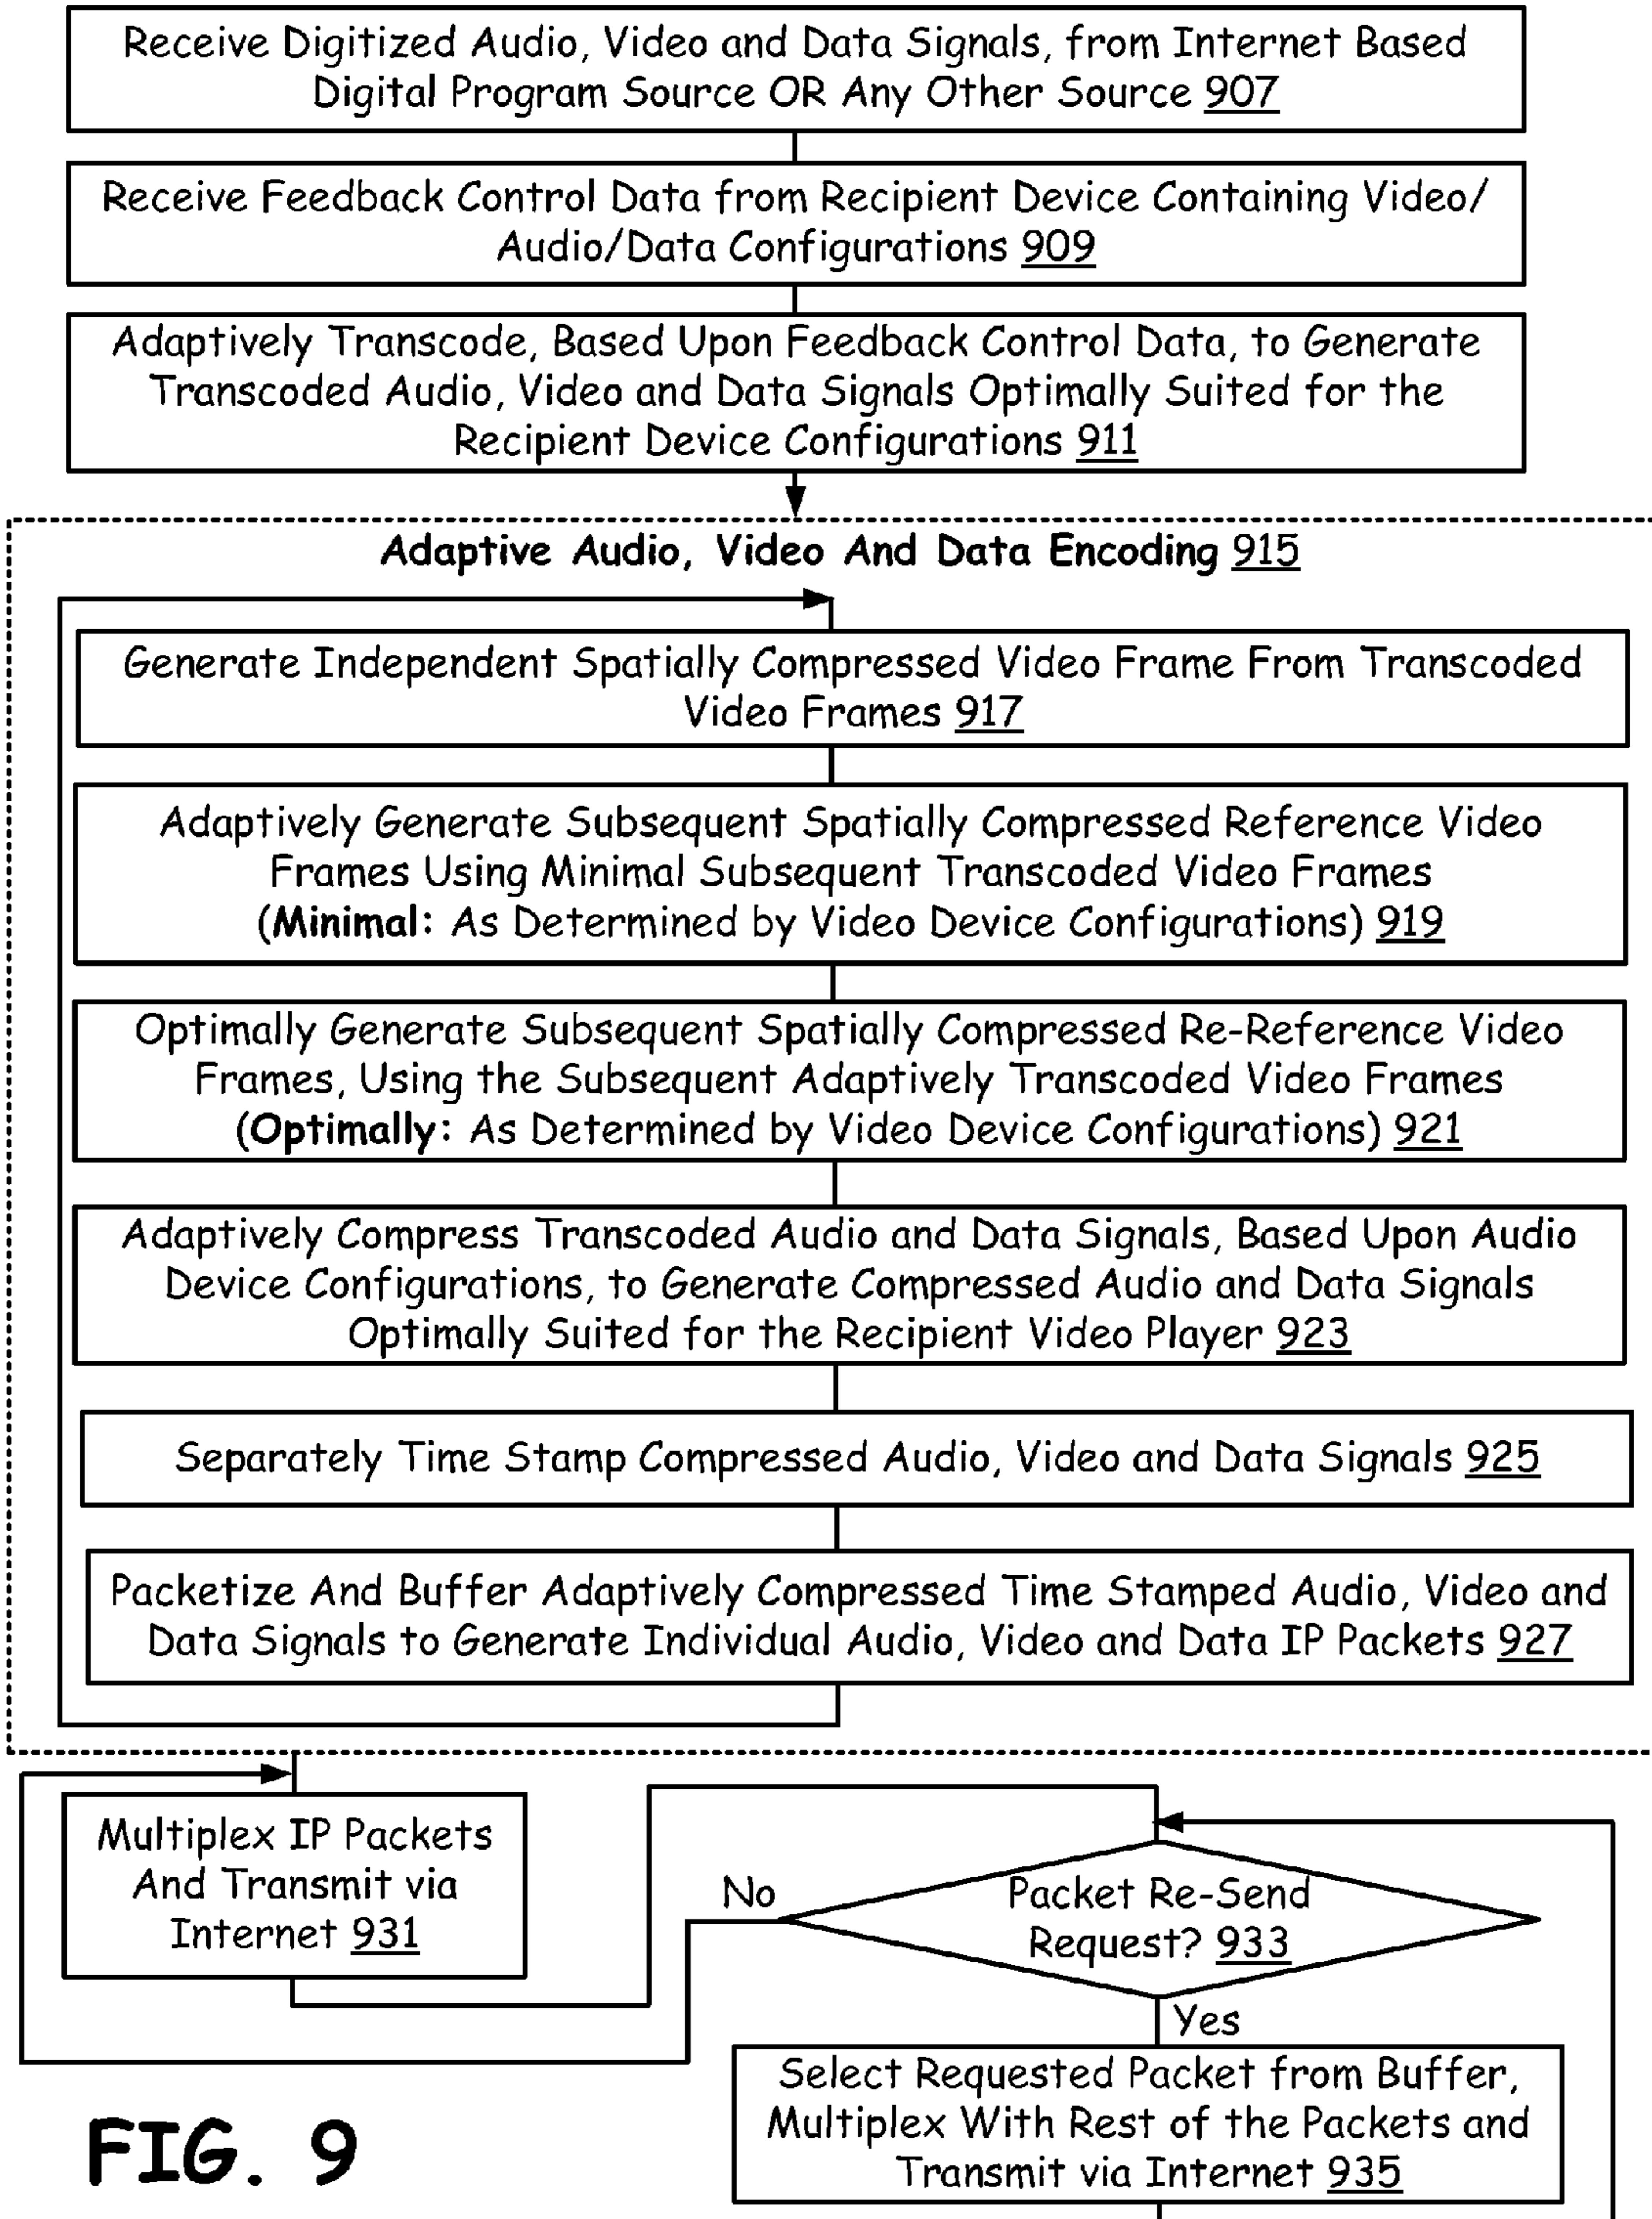 Receive Digitized Audio, Video and Data Signals, from Internet Based
Digital Program Source OR Any Other Source 907
Receive Feedback Control Data from Recipient Device Containing Video/
Audio/Data Configurations 909
Adaptively Transcode, Based Upon Feedback Control Data, to Generate
Transcoded Audio, Video and Data Signals Optimally Suited for the
Recipient Device Configurations 911
Adaptive Audio, Video And Data Encoding 915
Generate Independent Spatially Compressed Video Frame From Transcoded
Video Frames 917
Adaptively Generate Subsequent Spatially Compressed Reference Video
Frames Using Minimal Subsequent Transcoded Video Frames
(Minimal: As Determined by Video Device Configurations) 919
Optimally Generate Subsequent Spatially Compressed Re-Reference Video
Frames, Using the Subsequent Adaptively Transcoded Video Frames
(Optimally: As Determined by Video Device Configurations) 921
Adaptively Compress Transcoded Audio and Data Signals, Based Upon Audio
Device Configurations, to Generate Compressed Audio and Data Signals
Optimally Suited for the Recipient Video Player 923
Separately Time Stamp Compressed Audio, Video and Data Signals 925
Packetize And Buffer Adaptively Compressed Time Stamped Audio, Video and
Data Signals to Generate Individual Audio, Video and Data IP Packets 927
Multiplex IP Packets
And Transmit via
Internet 931
No
Packet Re-Send
Request? 933
Yes
Select Requested Packet from Buffer,
Multiplex With Rest of the Packets and
Transmit via Internet 935
FIG. 9